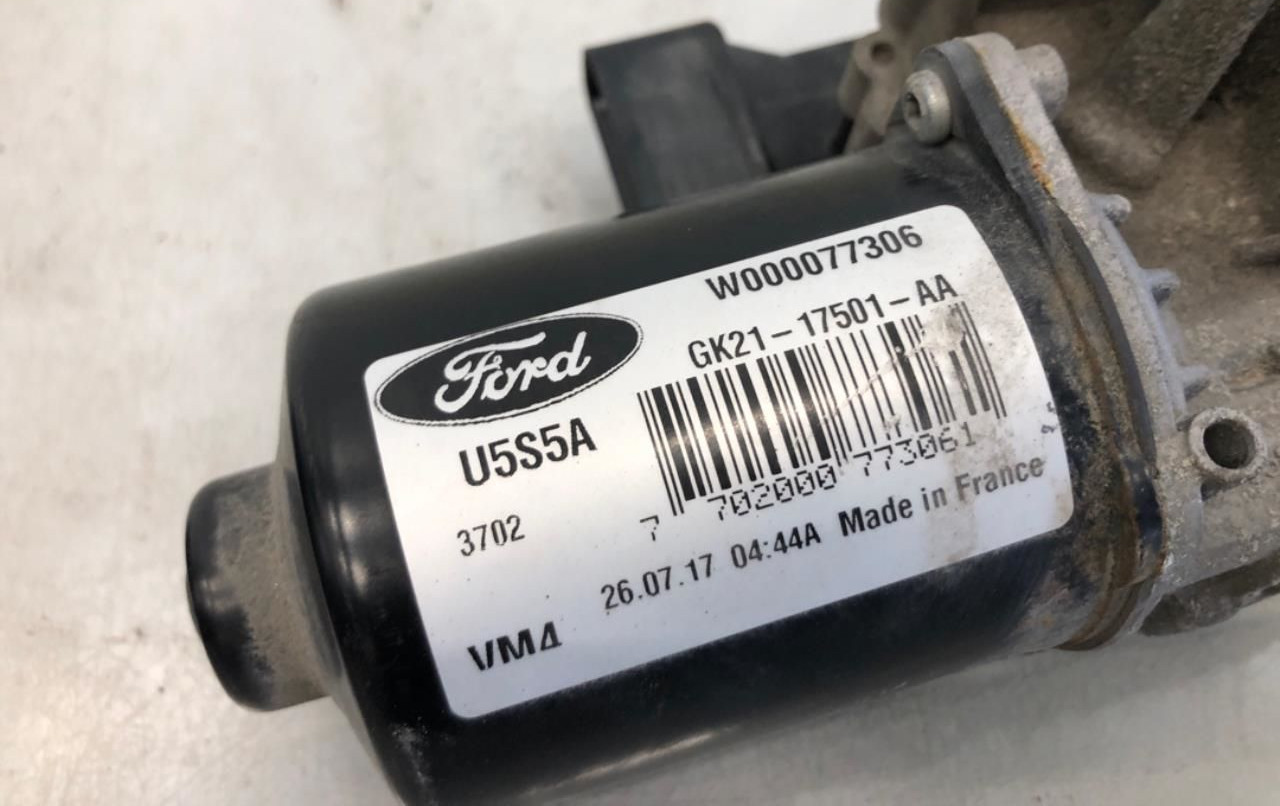 W000077306
GK21-17501-AA
Ford
U5S5A
7 702000 773061
3702
26.07.17 04:44A Made in France
VM4